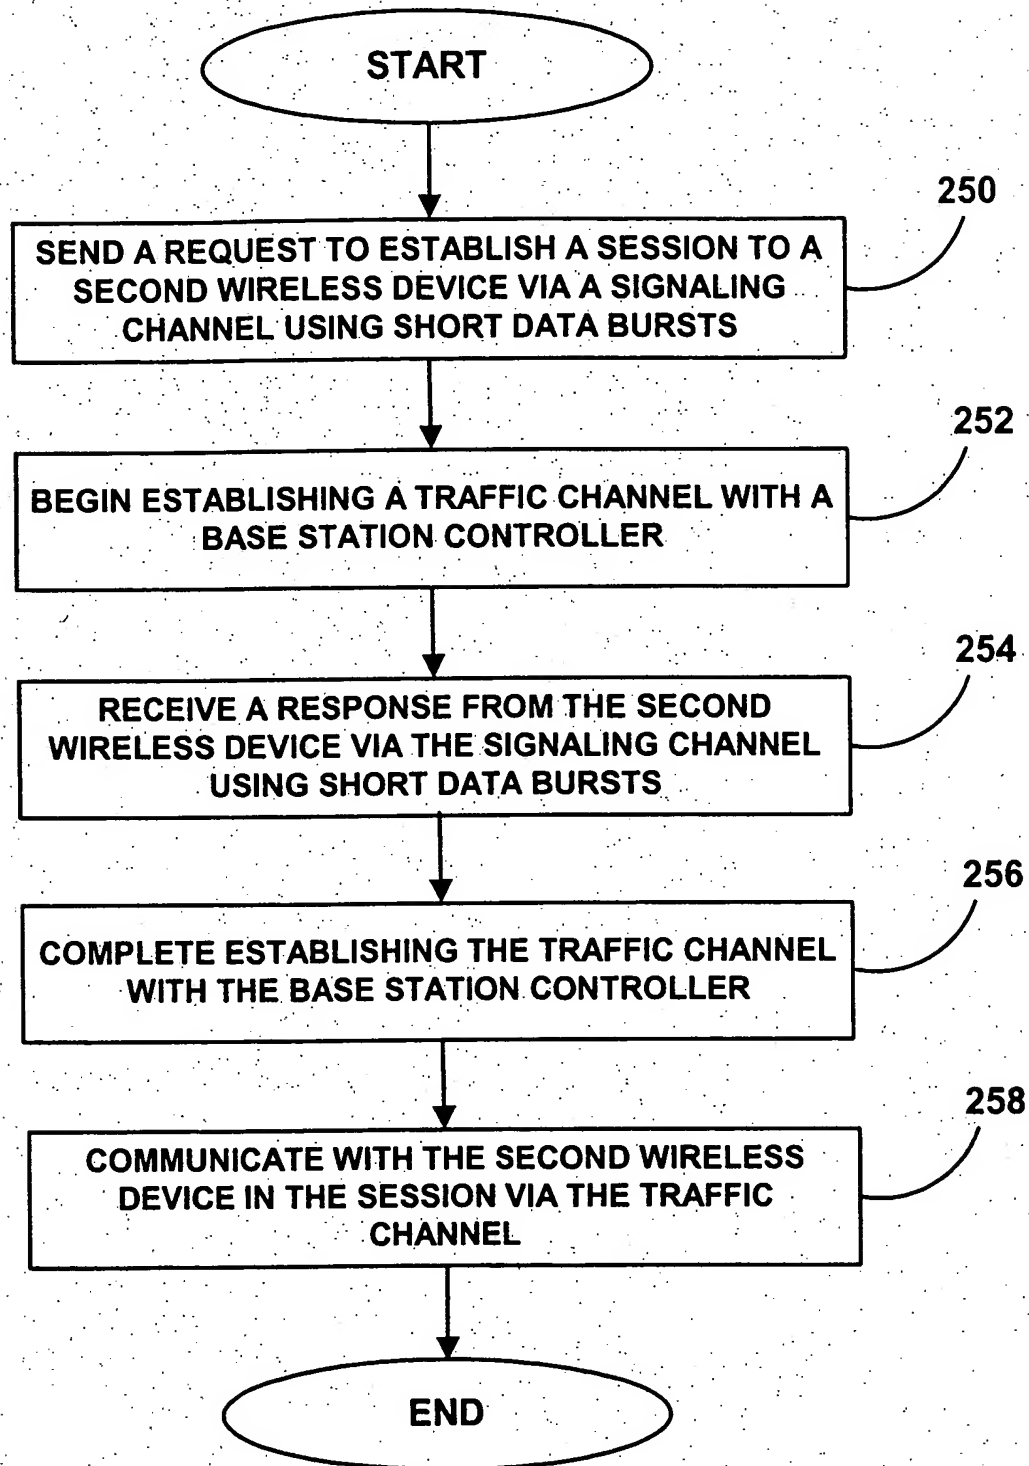 START
250
SEND A REQUEST TO ESTABLISH A SESSION TO A
SECOND WIRELESS DEVICE VIA A SIGNALING
CHANNEL USING SHORT DATA BURSTS
252
BEGIN ESTABLISHING A TRAFFIC CHANNEL WITH A
BASE STATION CONTROLLER
254
RECEIVE A RESPONSE FROM THE SECOND
WIRELESS DEVICE VIA THE SIGNALING CHANNEL
USING SHORT DATA BURSTS
256
COMPLETE ESTABLISHING THE TRAFFIC CHANNEL
WITH THE BASE STATION CONTROLLER
258
COMMUNICATE WITH THE SECOND WIRELESS
DEVICE IN THE SESSION VIA THE TRAFFIC
CHANNEL
END